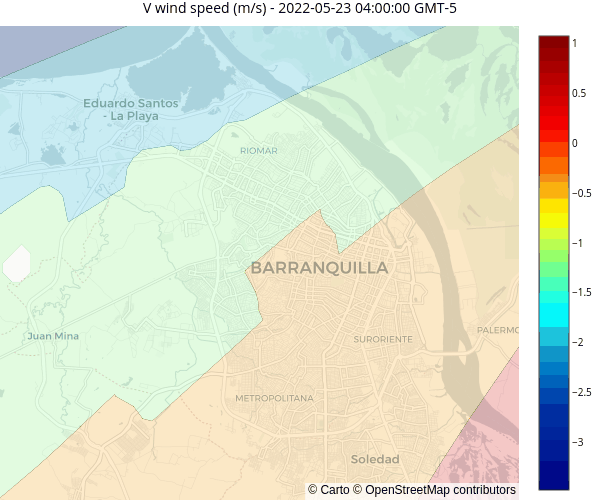 V wind speed (m/s) - 2022-05-23 04:00:00 GMT-5
1
Eduardo Santos
- La Playa
0.5
RIOMAR
0
−0.5
−1
BARRANQUILLA
−1.5
Juan Mina
SURORIENTE
PALERMO
−2
METROPOLITANA
−2.5
Soledad
−3
© Carto © OpenStreetMap contributors